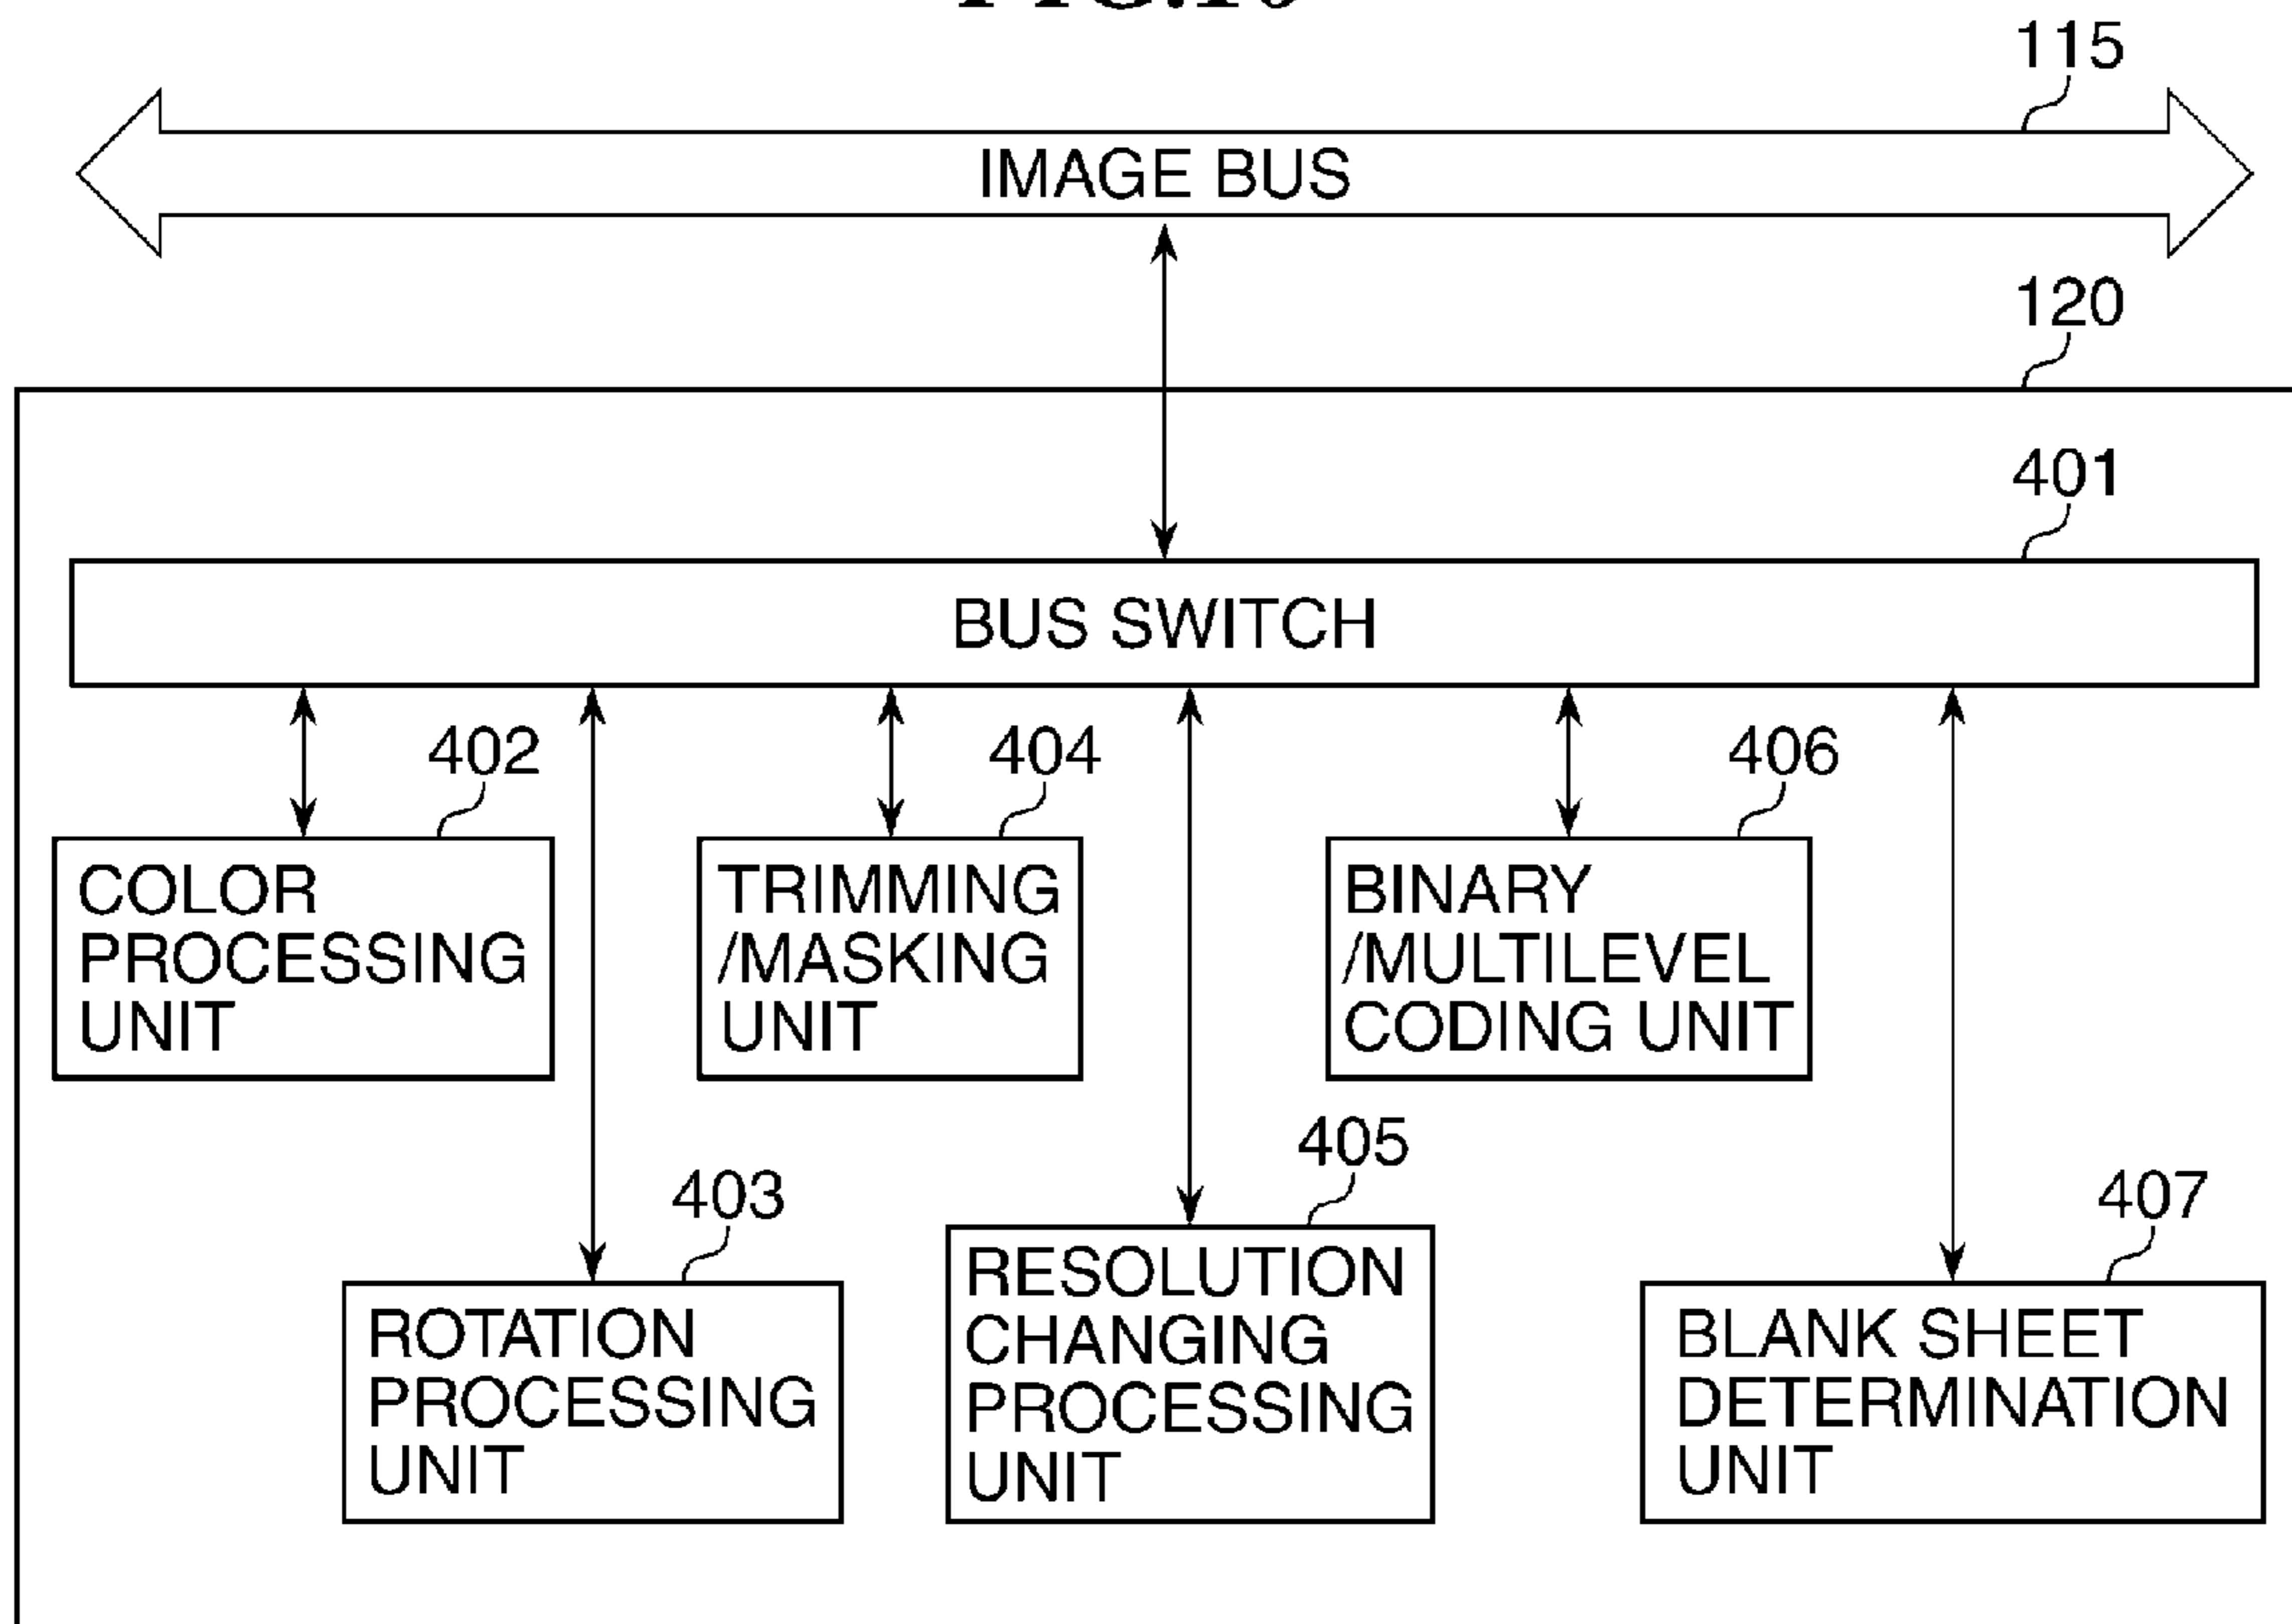 115
IMAGE BUS
120
401
BUS SWITCH
402
404
406
COLOR
PROCESSING
UNIT
TRIMMING
/MASKING
UNIT
BINARY
/MULTILEVEL
CODING UNIT
403
405
407
ROTATION
PROCESSING
UNIT
RESOLUTION
CHANGING
PROCESSING
UNIT
BLANK SHEET
DETERMINATION
UNIT